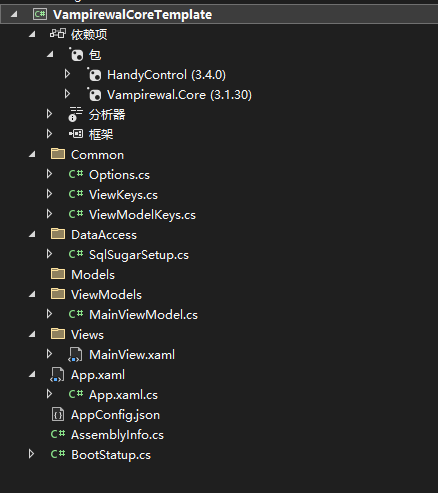 C# VampirewalCoreTemplate
依赖项
包
HandyControl (3.4.0)
Vampirewal.Core (3.1.30)
分析器
框架
Common
C# Options.cs
C# ViewKeys.cs
C# ViewModelKeys.cs
DataAccess
C# SqlSugarSetup.cs
Models
ViewModels
C# MainViewModel.cs
Views
MainView.xaml
App.xaml
C# App.xaml.cs
AppConfig.json
C# AssemblyInfo.cs
C# BootStatup.cs